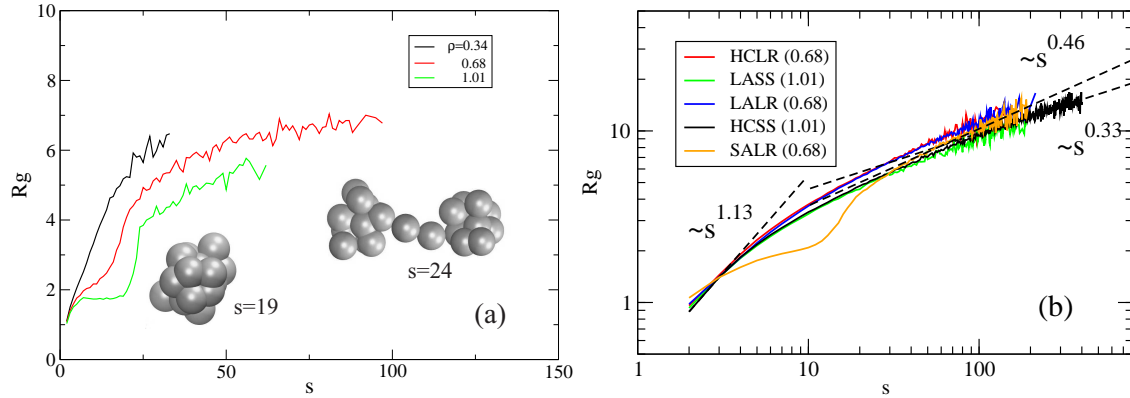 10
8
6
4
2
0
Rg
0
50
100
150
s
ρ=0.34
0.68
1.01
s=19
s=24
(a)
10
1
Rg
1
10
100
s
HCLR (0.68)
LASS (1.01)
LALR (0.68)
HCSS (1.01)
SALR (0.68)
~s^0.46
~s^0.33
~s^1.13
(b)